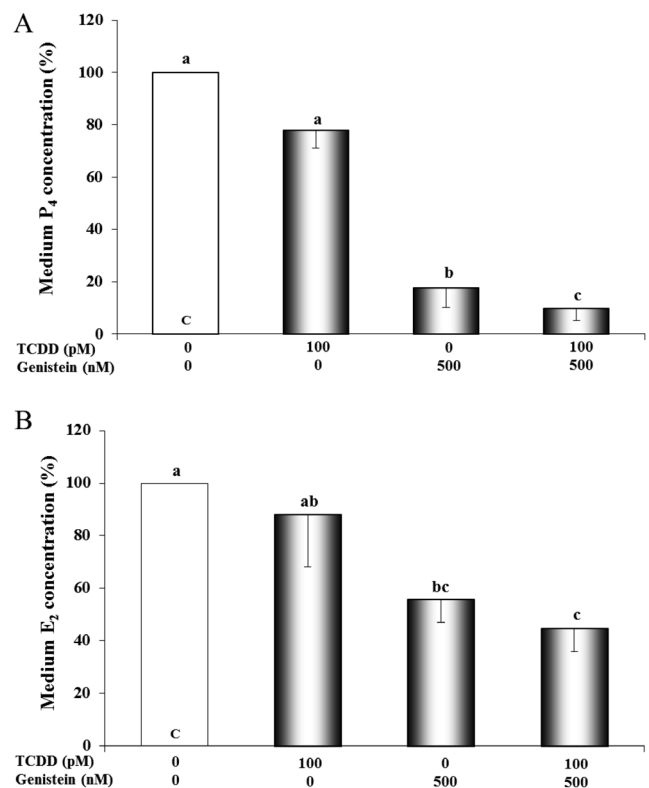 A
Medium P4 concentration (%)
120
100
80
60
40
20
0
a
a
b
c
C
TCDD (pM) 0 100 0 100
Genistein (nM) 0 0 500 500
B
Medium E2 concentration (%)
120
100
80
60
40
20
0
a
ab
bc
c
C
TCDD (pM) 0 100 0 100
Genistein (nM) 0 0 500 500